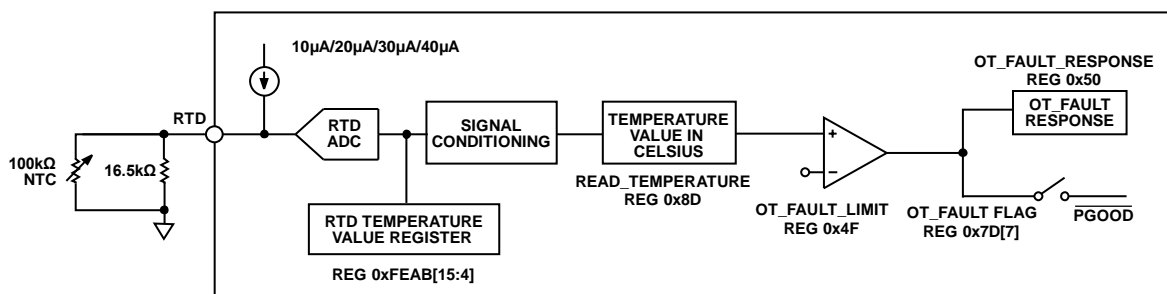 10µA/20µA/30µA/40µA
RTD
100kΩ
NTC
16.5kΩ
RTD
ADC
SIGNAL
CONDITIONING
TEMPERATURE
VALUE IN
CELSIUS
READ_TEMPERATURE
REG 0x8D
RTD TEMPERATURE
VALUE REGISTER
REG 0xFEAB[15:4]
+
–
OT_FAULT_LIMIT
REG 0x4F
OT_FAULT_RESPONSE
REG 0x50
OT_FAULT
RESPONSE
OT_FAULT FLAG
REG 0x7D[7]
PGOOD